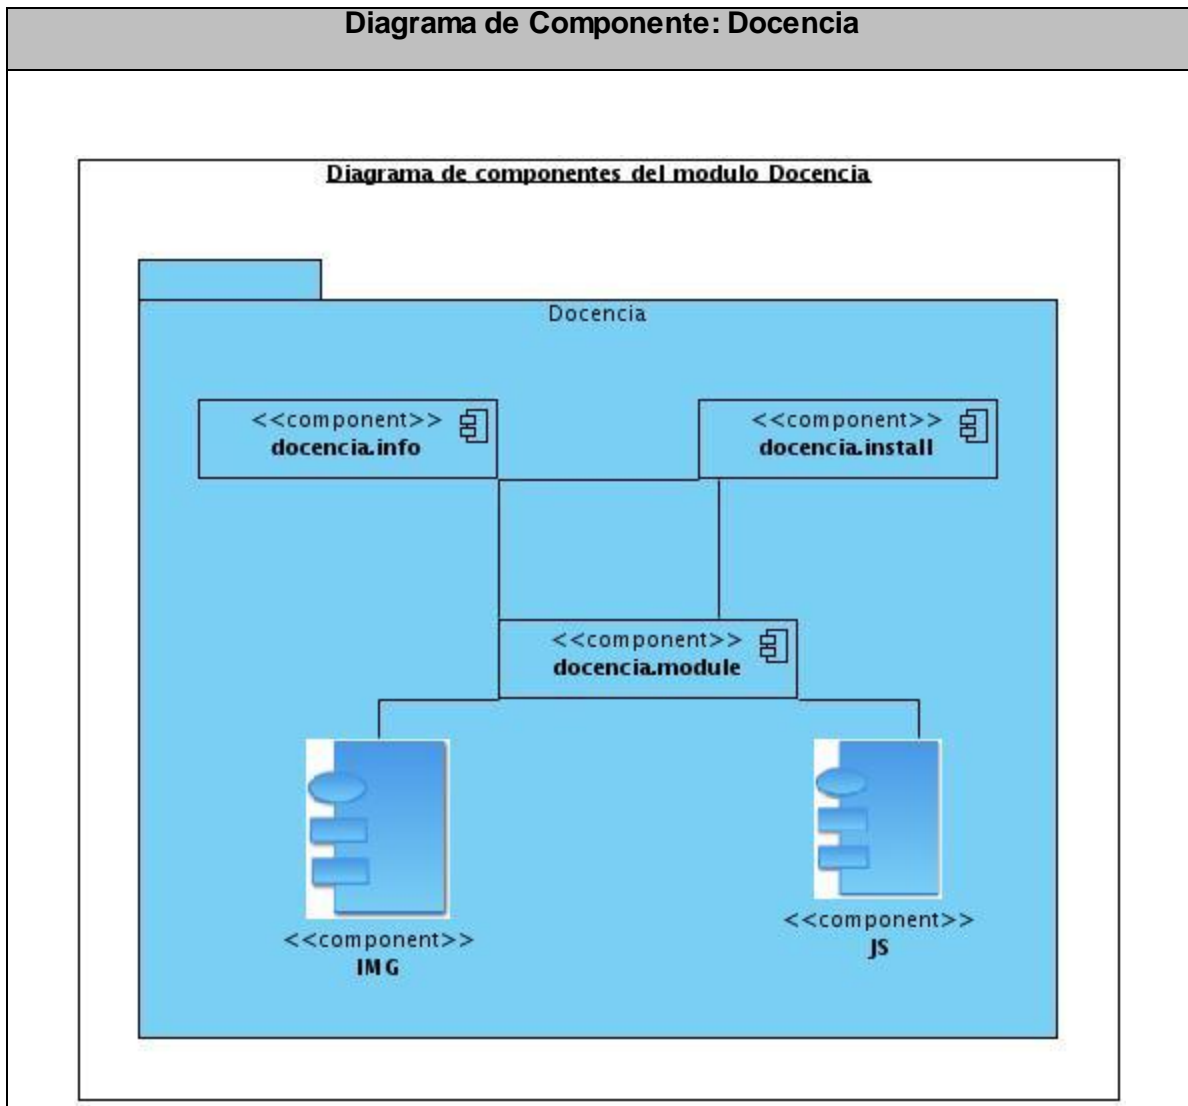 Diagrama de Componente: Docencia
Diagrama de componentes del modulo Docencia
Docencia
<<component>>
docencia.info
<<component>>
docencia.install
<<component>>
docencia.module
<<component>>
IMG
<<component>>
JS